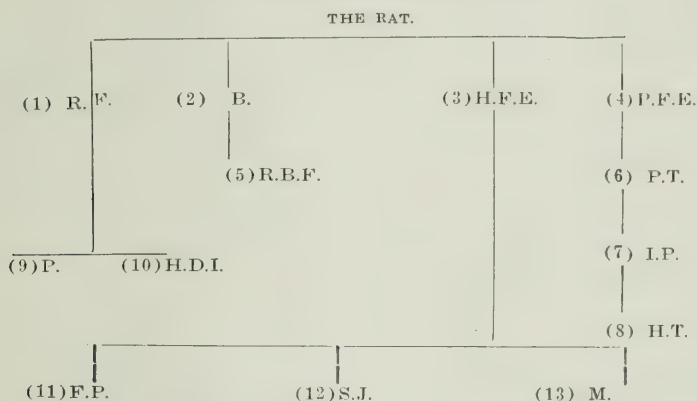 THE RAT.
(1) R. F. (2) B. (3) H.F.E. (4) P.F.E.
(5) R.B.F. (6) P.T.
(7) I.P.
(9) P. (10) H.D.I.
(8) H.T.
(11) F.P. (12) S.J. (13) M.